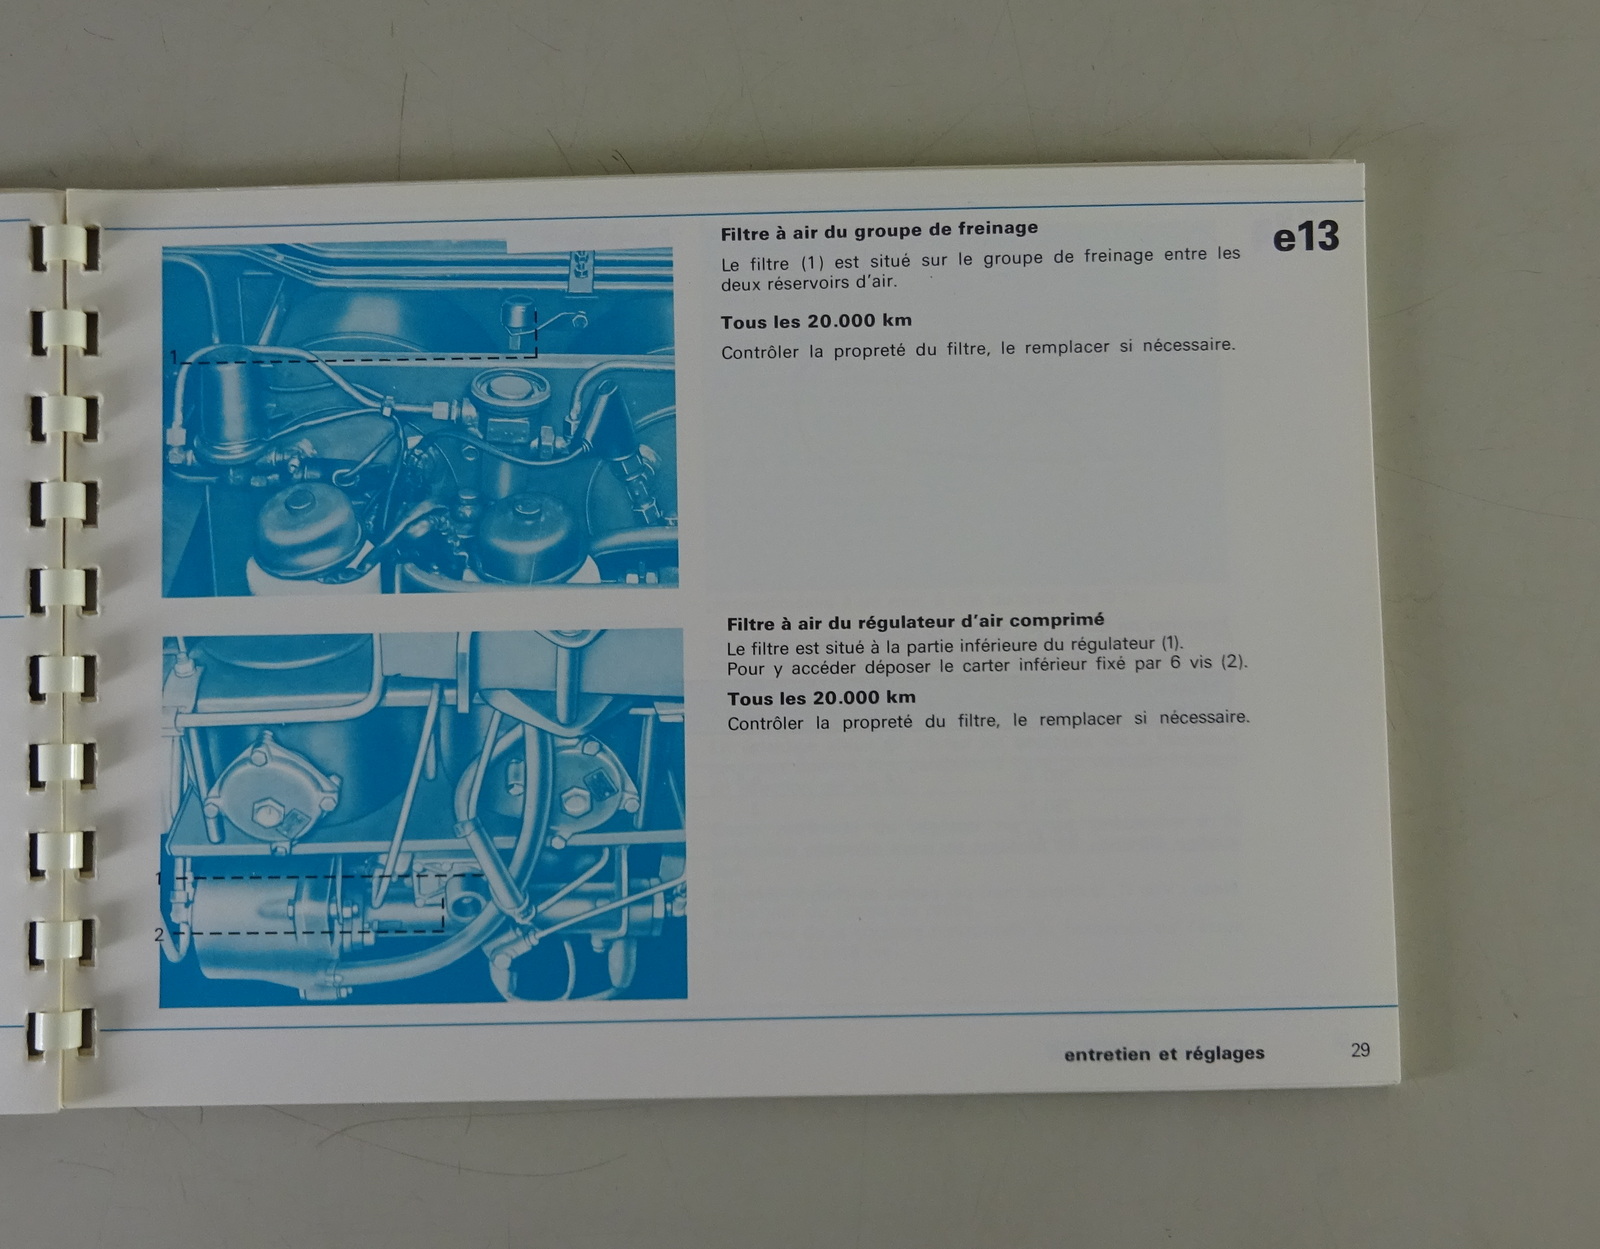 Filtre à air du groupe de freinage
e13
Le filtre (1) est situé sur le groupe de freinage entre les
deux réservoirs d'air.
Tous les 20.000 km
Contrôler la propreté du filtre, le remplacer si nécessaire.
1
Filtre à air du régulateur d'air comprimé
Le filtre est situé à la partie inférieure du régulateur (1).
Pour y accéder déposer le carter inférieur fixé par 6 vis (2).
Tous les 20.000 km
Contrôler la propreté du filtre, le remplacer si nécessaire.
1
2
entretien et réglages 29